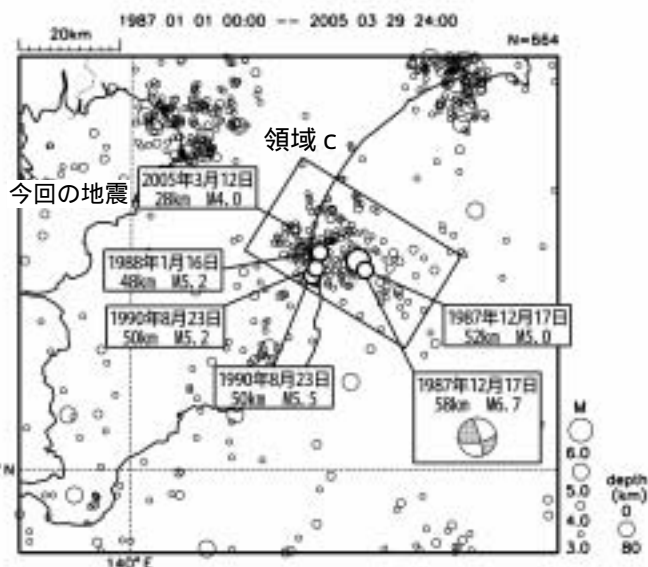 1987 01 01 00:00 -- 2005 03 29 24:00
20km
N=664
領域 c
今回の地震
2005年3月12日
28km M4.0
1988年1月16日
48km M5.2
1990年8月23日
50km M5.2
1987年12月17日
52km M5.0
1990年8月23日
50km M5.5
1987年12月17日
58km M6.7
M
6.0
5.0
4.0
3.0
depth
(km)
0
80
N
140°E